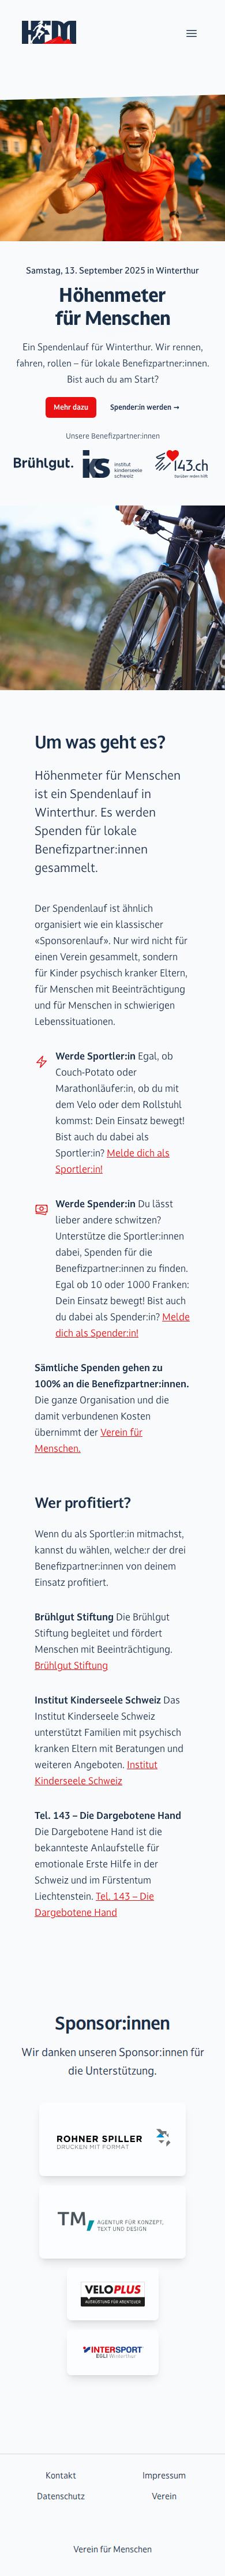 HFM
Samstag, 13. September 2025 in Winterthur
Höhenmeter
für Menschen
Ein Spendenlauf für Winterthur. Wir rennen,
fahren, rollen – für lokale Benefizpartner:innen.
Bist auch du am Start?
Mehr dazu
Spender:in werden →
Unsere Benefizpartner:innen
Brühlgut.
iks
institut
kinderseele
schweiz
143.ch
Darüber reden hilft
Um was geht es?
Höhenmeter für Menschen
ist ein Spendenlauf in
Winterthur. Es werden
Spenden für lokale
Benefizpartner:innen
gesammelt.
Der Spendenlauf ist ähnlich
organisiert wie ein klassischer
«Sponsorenlauf». Nur wird nicht für
einen Verein gesammelt, sondern
für Kinder psychisch kranker Eltern,
für Menschen mit Beeinträchtigung
und für Menschen in schwierigen
Lebenssituationen.
Werde Sportler:in Egal, ob
Couch-Potato oder
Marathonläufer:in, ob du mit
dem Velo oder dem Rollstuhl
kommst: Dein Einsatz bewegt!
Bist auch du dabei als
Sportler:in? Melde dich als
Sportler:in!
Werde Spender:in Du lässt
lieber andere schwitzen?
Unterstütze die Sportler:innen
dabei, Spenden für die
Benefizpartner:innen zu finden.
Egal ob 10 oder 1000 Franken:
Dein Einsatz bewegt! Bist auch
du dabei als Spender:in? Melde
dich als Spender:in!
Sämtliche Spenden gehen zu
100% an die Benefizpartner:innen.
Die ganze Organisation und die
damit verbundenen Kosten
übernimmt der Verein für
Menschen.
Wer profitiert?
Wenn du als Sportler:in mitmachst,
kannst du wählen, welche:r der drei
Benefizpartner:innen von deinem
Einsatz profitiert.
Brühlgut Stiftung Die Brühlgut
Stiftung begleitet und fördert
Menschen mit Beeinträchtigung.
Brühlgut Stiftung
Institut Kinderseele Schweiz Das
Institut Kinderseele Schweiz
unterstützt Familien mit psychisch
kranken Eltern mit Beratungen und
weiteren Angeboten. Institut
Kinderseele Schweiz
Tel. 143 – Die Dargebotene Hand
Die Dargebotene Hand ist die
bekannteste Anlaufstelle für
emotionale Erste Hilfe in der
Schweiz und im Fürstentum
Liechtenstein. Tel. 143 – Die
Dargebotene Hand
Sponsor:innen
Wir danken unseren Sponsor:innen für
die Unterstützung.
ROHNER SPILLER
DRUCKEN MIT FORMAT
TM
AGENTUR FÜR KONZEPT,
TEXT UND DESIGN
VELOPLUS
AUSRÜSTUNG FÜR ABENTEUER
INTERSPORT
EGLI Winterthur
Kontakt
Impressum
Datenschutz
Verein
Verein für Menschen